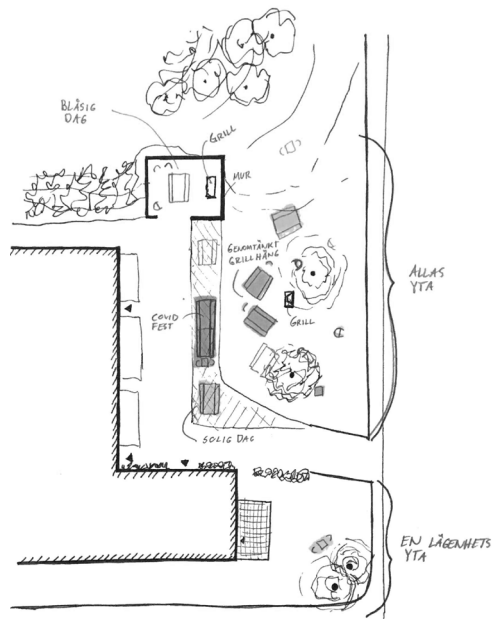 BLÅSIG
DAG
GRILL
MUR
GENOMTÄNKT
GRILLHÄNG
COVID
FEST
GRILL
ALLAS
YTA
SOLIG DAG
EN LÄGENHETS
YTA